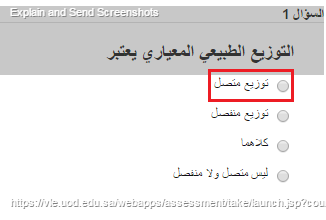 Explain and Send Screenshots
السؤال 1
التوزيع الطبيعي المعياري يعتبر
توزيع متصل
توزيع منفصل
كلاهما
ليس متصل ولا منفصل
https://vle.uod.edu.sa/webapps/assessment/take/launch.jsp?cou